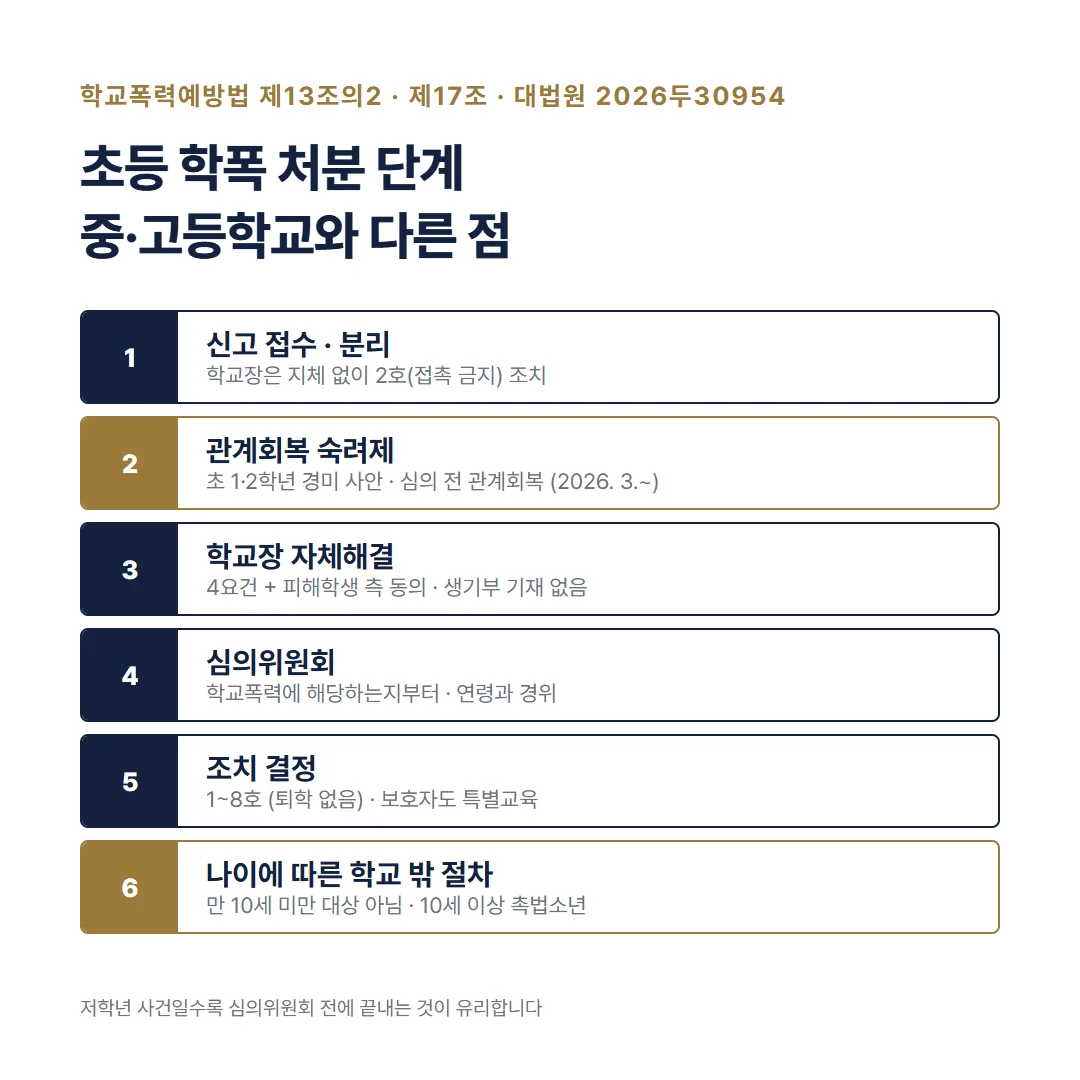 학교폭력예방법 제13조의2 · 제17조 · 대법원 2026두30954
초등 학폭 처분 단계
중·고등학교와 다른 점
1
신고 접수 · 분리
학교장은 지체 없이 2호(접촉 금지) 조치
2
관계회복 숙려제
초 1·2학년 경미 사안 · 심의 전 관계회복 (2026. 3.~)
3
학교장 자체해결
4요건 + 피해학생 측 동의 · 생기부 기재 없음
4
심의위원회
학교폭력에 해당하는지부터 · 연령과 경위
5
조치 결정
1~8호 (퇴학 없음) · 보호자도 특별교육
6
나이에 따른 학교 밖 절차
만 10세 미만 대상 아님 · 10세 이상 촉법소년
저학년 사건일수록 심의위원회 전에 끝내는 것이 유리합니다